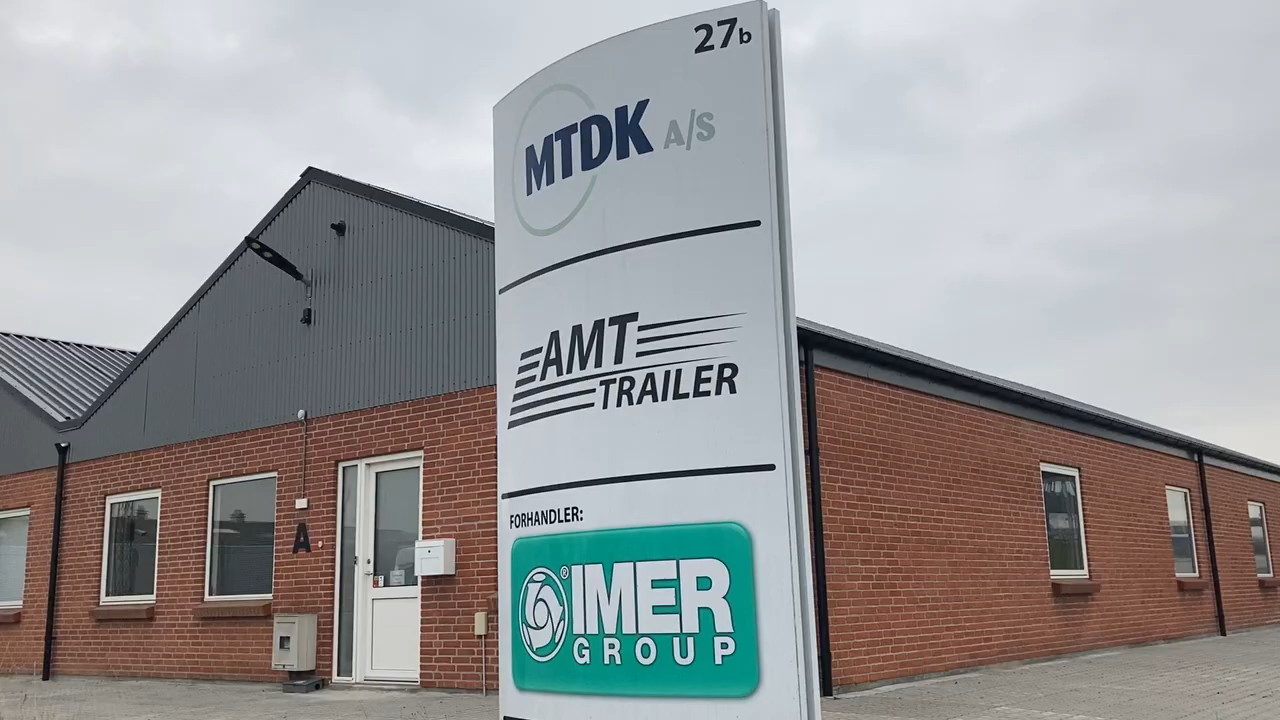 27b
MTDK A/S
AMT
TRAILER
FORHANDLER:
IMER®
GROUP
A